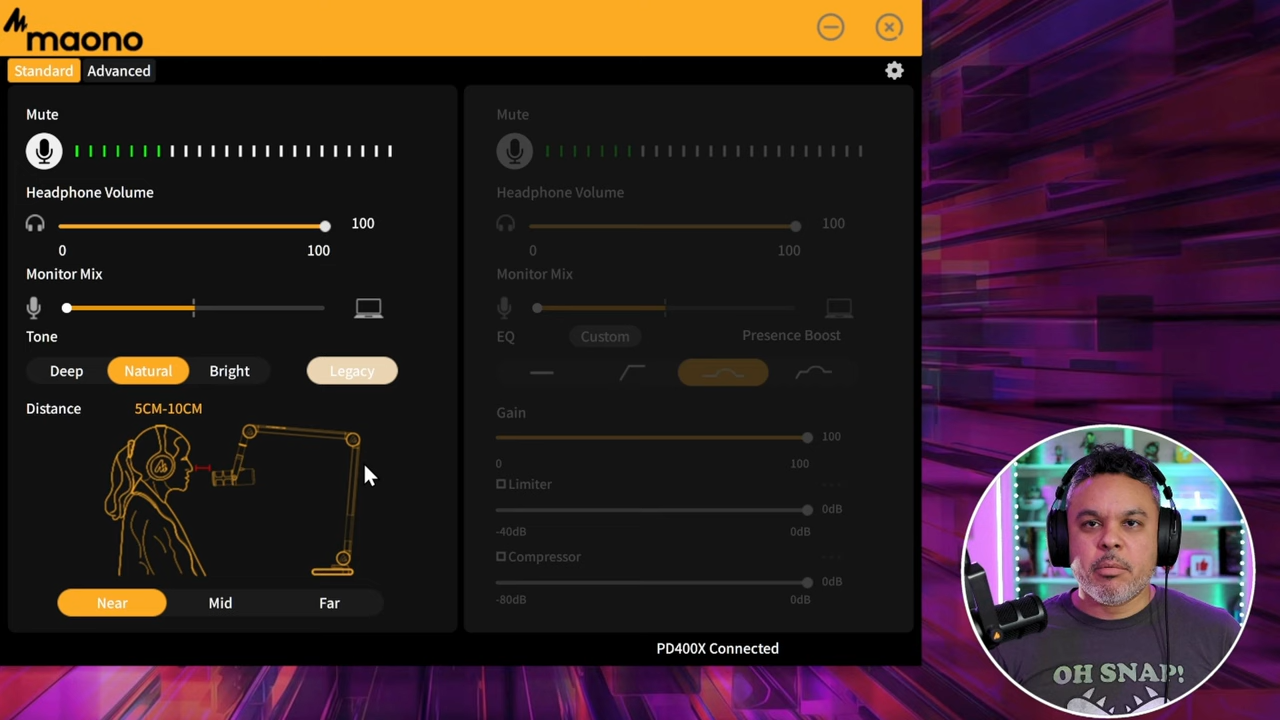 maono
Standard Advanced
Mute
Headphone Volume
100
0 100
Monitor Mix
Tone
Deep Natural Bright Legacy
Distance 5CM-10CM
Near Mid Far
Mute
Headphone Volume
100
0 100
Monitor Mix
EQ Custom Presence Boost
Gain
100
0 100
Limiter
0dB
-40dB 0dB
Compressor
0dB
-80dB 0dB
PD400X Connected
OH SNAP!